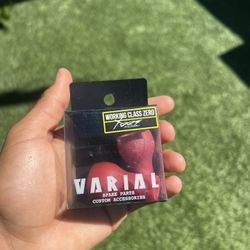 WORKING CLASS ZERO
VARIAL
SPARE PARTS
CUSTOM ACCESSORIES